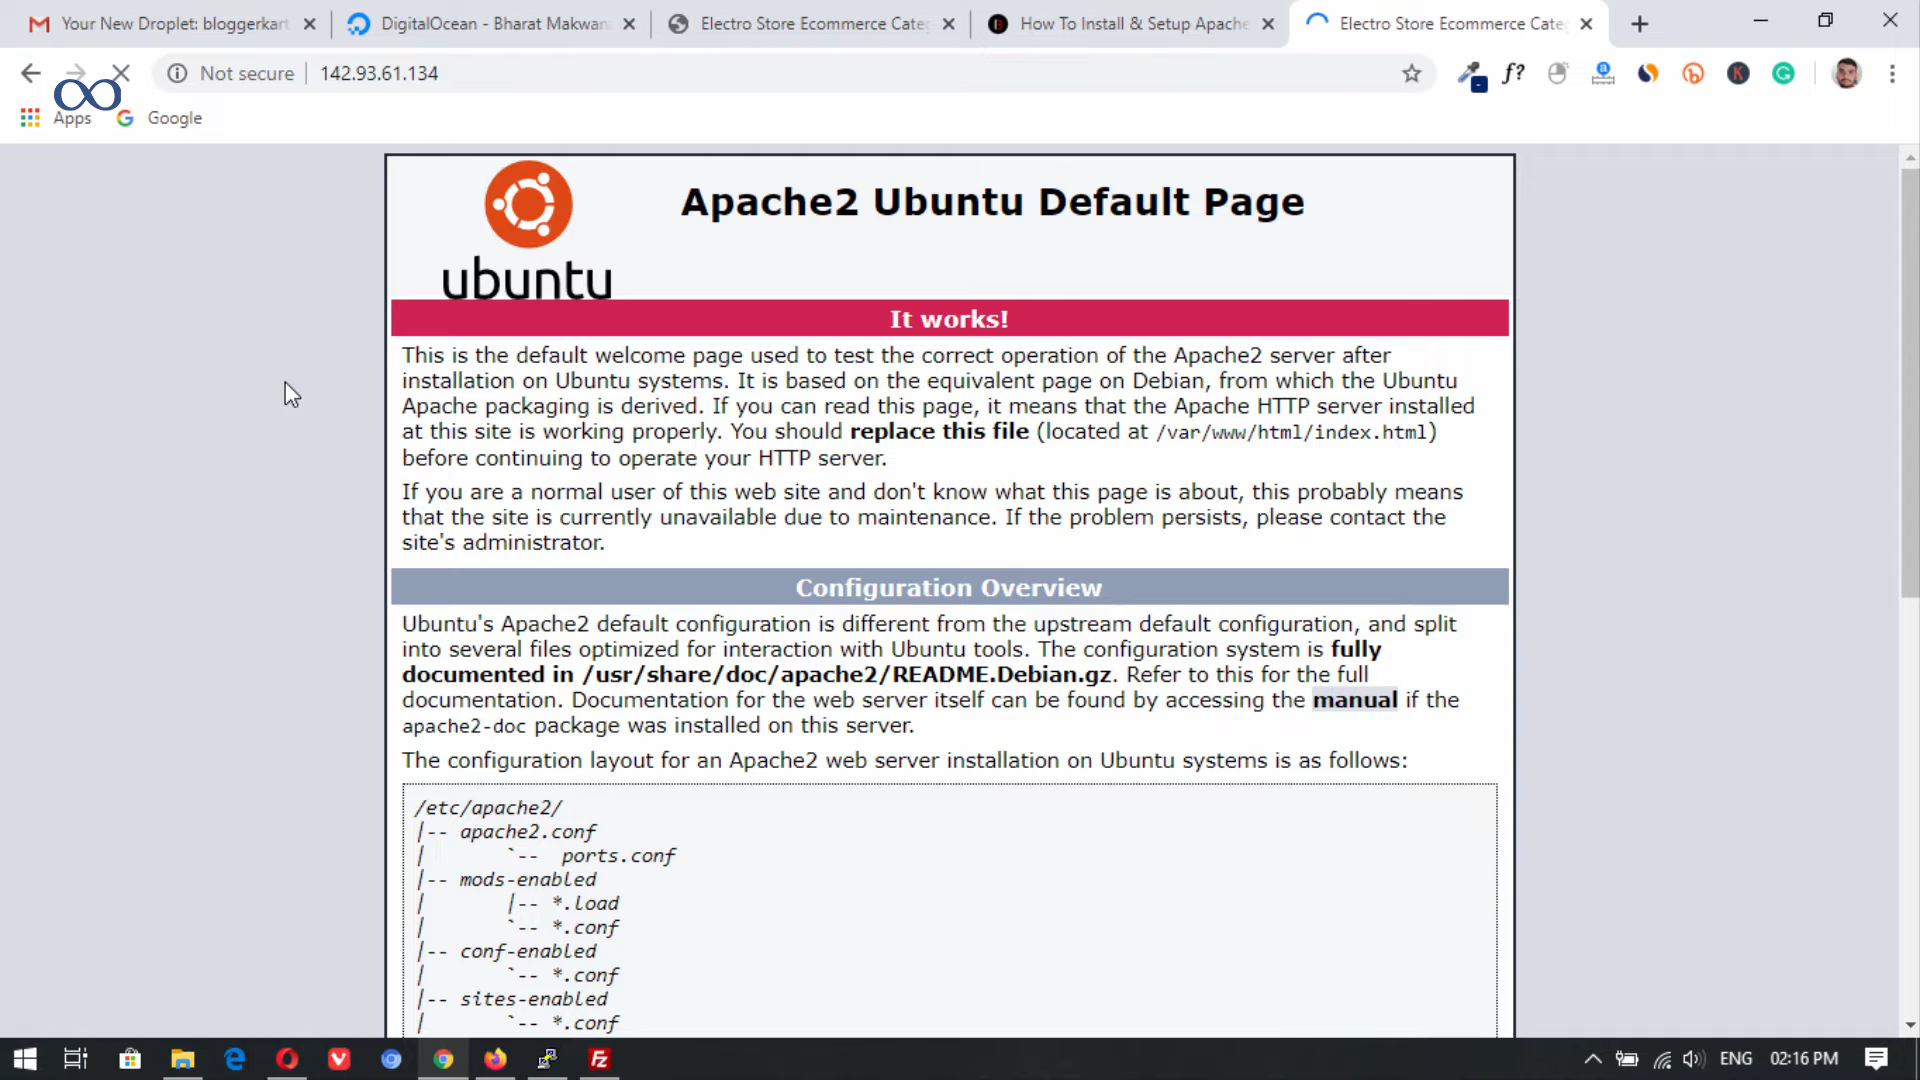 Your New Droplet: bloggerkart
DigitalOcean - Bharat Makwan
Electro Store Ecommerce Cate
How To Install & Setup Apache
Electro Store Ecommerce Cate
Not secure
142.93.61.134
f?
Apps
Google
ubuntu
Apache2 Ubuntu Default Page
It works!
This is the default welcome page used to test the correct operation of the Apache2 server after
installation on Ubuntu systems. It is based on the equivalent page on Debian, from which the Ubuntu
Apache packaging is derived. If you can read this page, it means that the Apache HTTP server installed
at this site is working properly. You should replace this file (located at /var/www/html/index.html)
before continuing to operate your HTTP server.
If you are a normal user of this web site and don't know what this page is about, this probably means
that the site is currently unavailable due to maintenance. If the problem persists, please contact the
site's administrator.
Configuration Overview
Ubuntu's Apache2 default configuration is different from the upstream default configuration, and split
into several files optimized for interaction with Ubuntu tools. The configuration system is fully
documented in /usr/share/doc/apache2/README.Debian.gz. Refer to this for the full
documentation. Documentation for the web server itself can be found by accessing the manual if the
apache2-doc package was installed on this server.
The configuration layout for an Apache2 web server installation on Ubuntu systems is as follows:
/etc/apache2/
|-- apache2.conf
|       `--  ports.conf
|-- mods-enabled
|       |-- *.load
|       `-- *.conf
|-- conf-enabled
|       `-- *.conf
|-- sites-enabled
|       `-- *.conf
ENG
02:16 PM